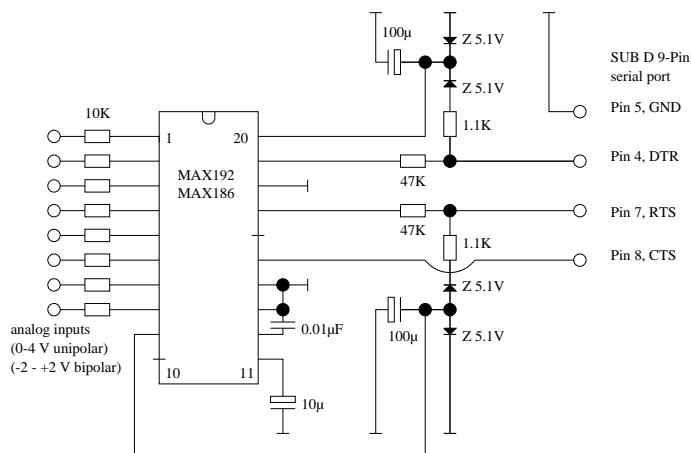 100µ
Z 5.1V
SUB D 9-Pin
serial port
Z 5.1V
Pin 5, GND
10K
1.1K
1
20
Pin 4, DTR
MAX192
MAX186
47K
Pin 7, RTS
47K
1.1K
Pin 8, CTS
Z 5.1V
analog inputs
0.01µF
100µ
Z 5.1V
(0-4 V unipolar)
(-2 - +2 V bipolar)
10
11
10µ